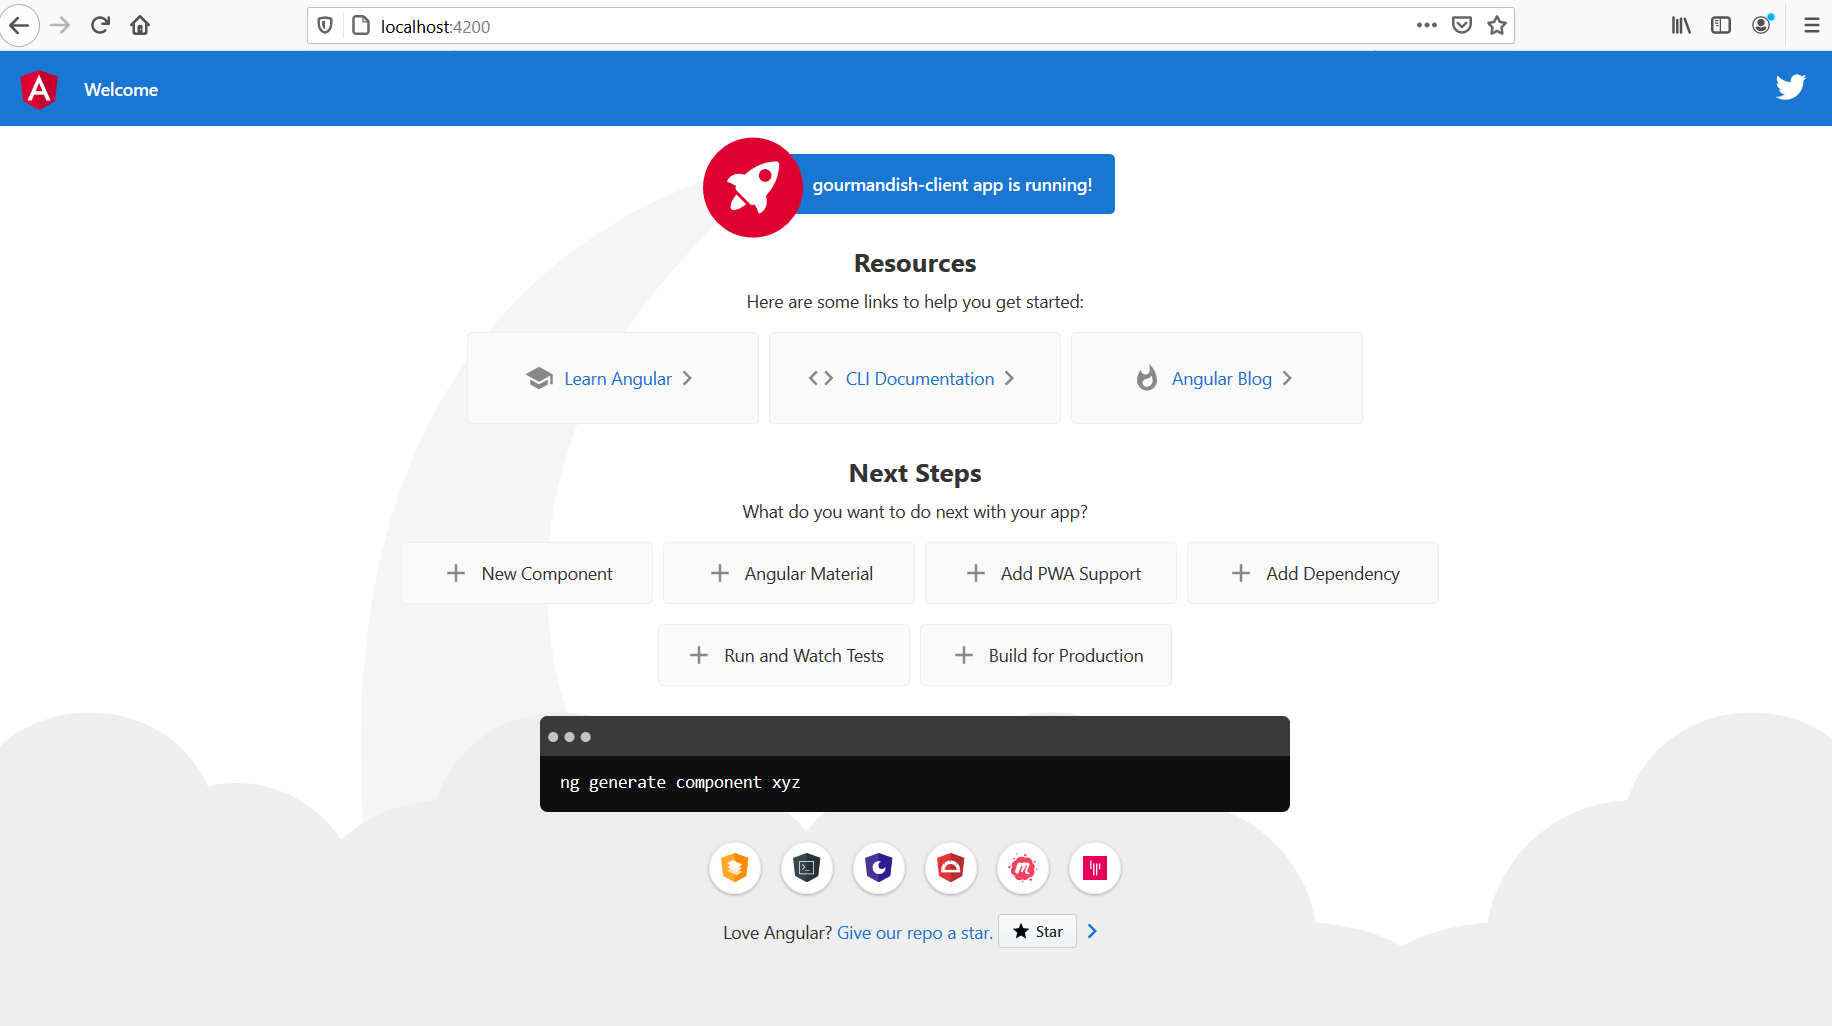 localhost:4200
Welcome
gourmandish-client app is running!
Resources
Here are some links to help you get started:
Learn Angular
CLI Documentation
Angular Blog
Next Steps
What do you want to do next with your app?
New Component
Angular Material
Add PWA Support
Add Dependency
Run and Watch Tests
Build for Production
ng generate component xyz
Love Angular? Give our repo a star. Star